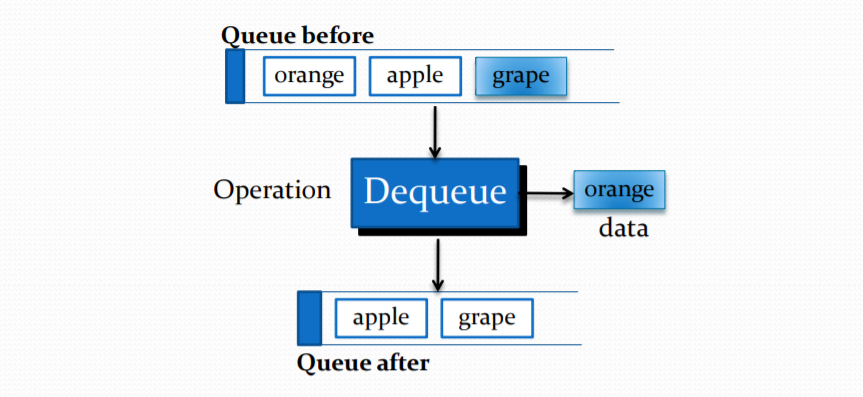 Queue before
orange apple grape
Operation Dequeue orange
data
apple grape
Queue after